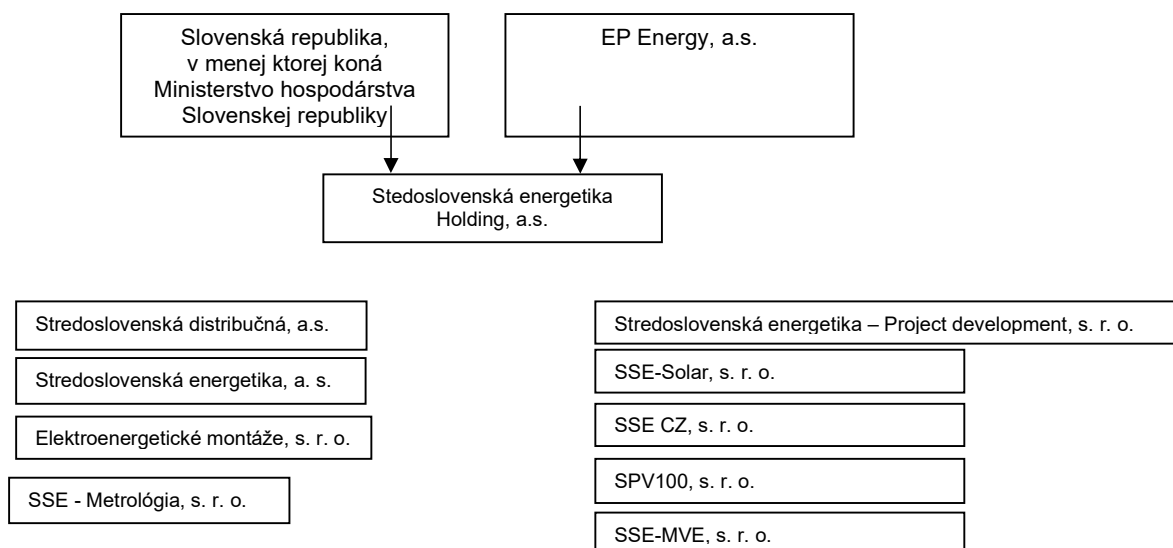 Slovenská republika,
v menej ktorej koná
Ministerstvo hospodárstva
Slovenskej republiky
EP Energy, a.s.
Stedoslovenská energetika
Holding, a.s.
Stredoslovenská distribučná, a.s.
Stredoslovenská energetika, a. s.
Elektroenergetické montáže, s. r. o.
SSE - Metrológia, s. r. o.
Stredoslovenská energetika – Project development, s. r. o.
SSE-Solar, s. r. o.
SSE CZ, s. r. o.
SPV100, s. r. o.
SSE-MVE, s. r. o.